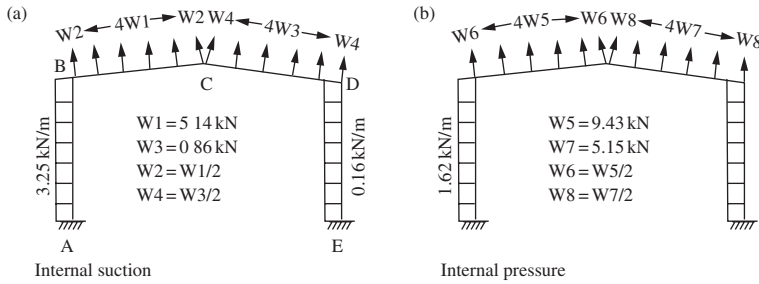 (a)
W2 4W1 W2 W4 4W3 W4
B
C
D
W1=5 14 kN
W3=0 86 kN
W2=W1/2
W4=W3/2
3.25 kN/m
0.16 kN/m
A
E
Internal suction
(b)
W6 4W5 W6 W8 4W7 W8
W5=9.43 kN
W7=5.15 kN
W6=W5/2
W8=W7/2
1.62 kN/m
Internal pressure